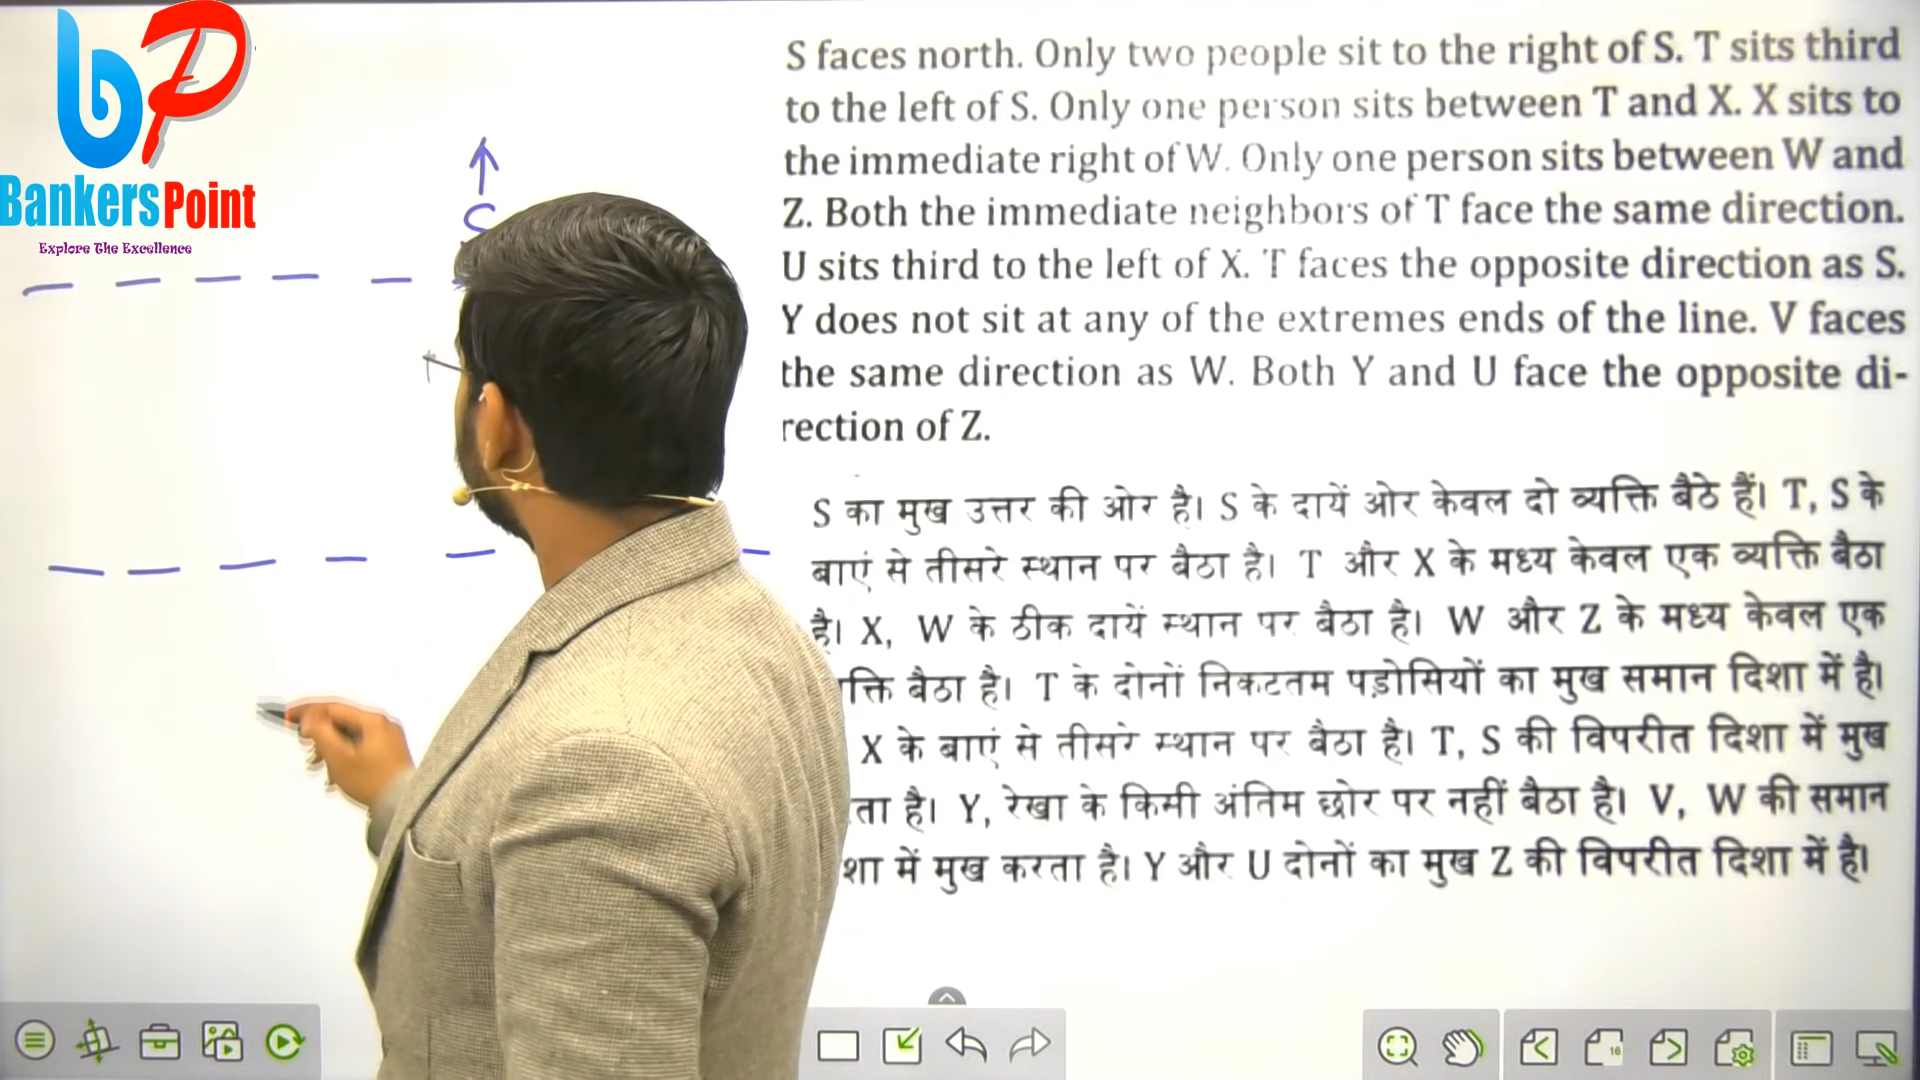 Bankers Point
Explore The Excellence
S faces north. Only two people sit to the right of S. T sits third
to the left of S. Only one person sits between T and X. X sits to
the immediate right of W. Only one person sits between W and
Z. Both the immediate neighbors of T face the same direction.
U sits third to the left of X. T faces the opposite direction as S.
Y does not sit at any of the extremes ends of the line. V faces
the same direction as W. Both Y and U face the opposite di-
rection of Z.
S का मुख उत्तर की ओर है। S के दायें ओर केवल दो व्यक्ति बैठे हैं। T, S के
बाएं से तीसरे स्थान पर बैठा है। T और X के मध्य केवल एक व्यक्ति बैठा
है। X, W के ठीक दायें स्थान पर बैठा है। W और Z के मध्य केवल एक
क्ति बैठा है। T के दोनों निकटतम पड़ोसियों का मुख समान दिशा में है।
X के बाएं से तीसरे स्थान पर बैठा है। T, S की विपरीत दिशा में मुख
ता है। Y, रेखा के किसी अंतिम छोर पर नहीं बैठा है। V, W की समान
शा में मुख करता है। Y और U दोनों का मुख Z की विपरीत दिशा में है।
16